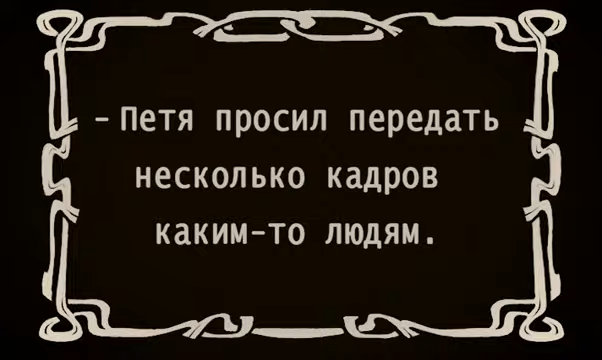 - Петя просил передать
несколько кадров
каким-то людям.